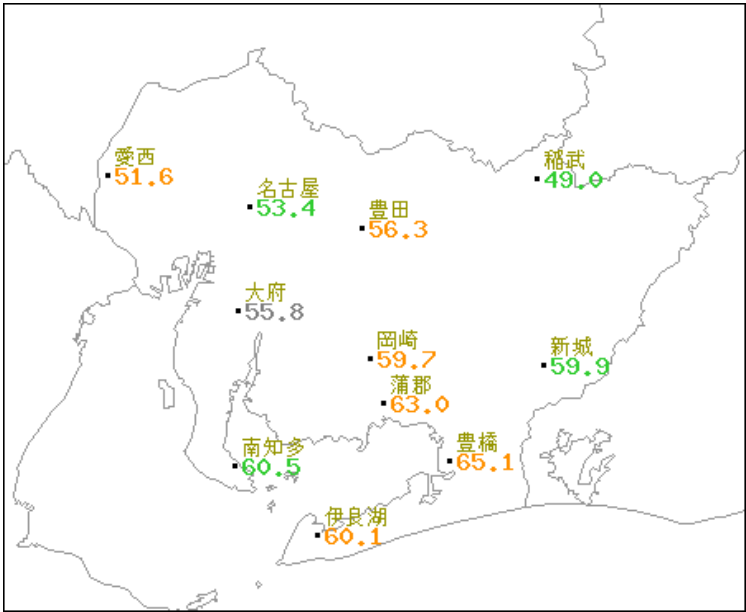 愛西
51.6
稲武
49.0
名古屋
53.4
豊田
56.3
大府
55.8
岡崎
59.7
新城
59.9
蒲郡
63.0
南知多
60.5
豊橋
65.1
伊良湖
60.1